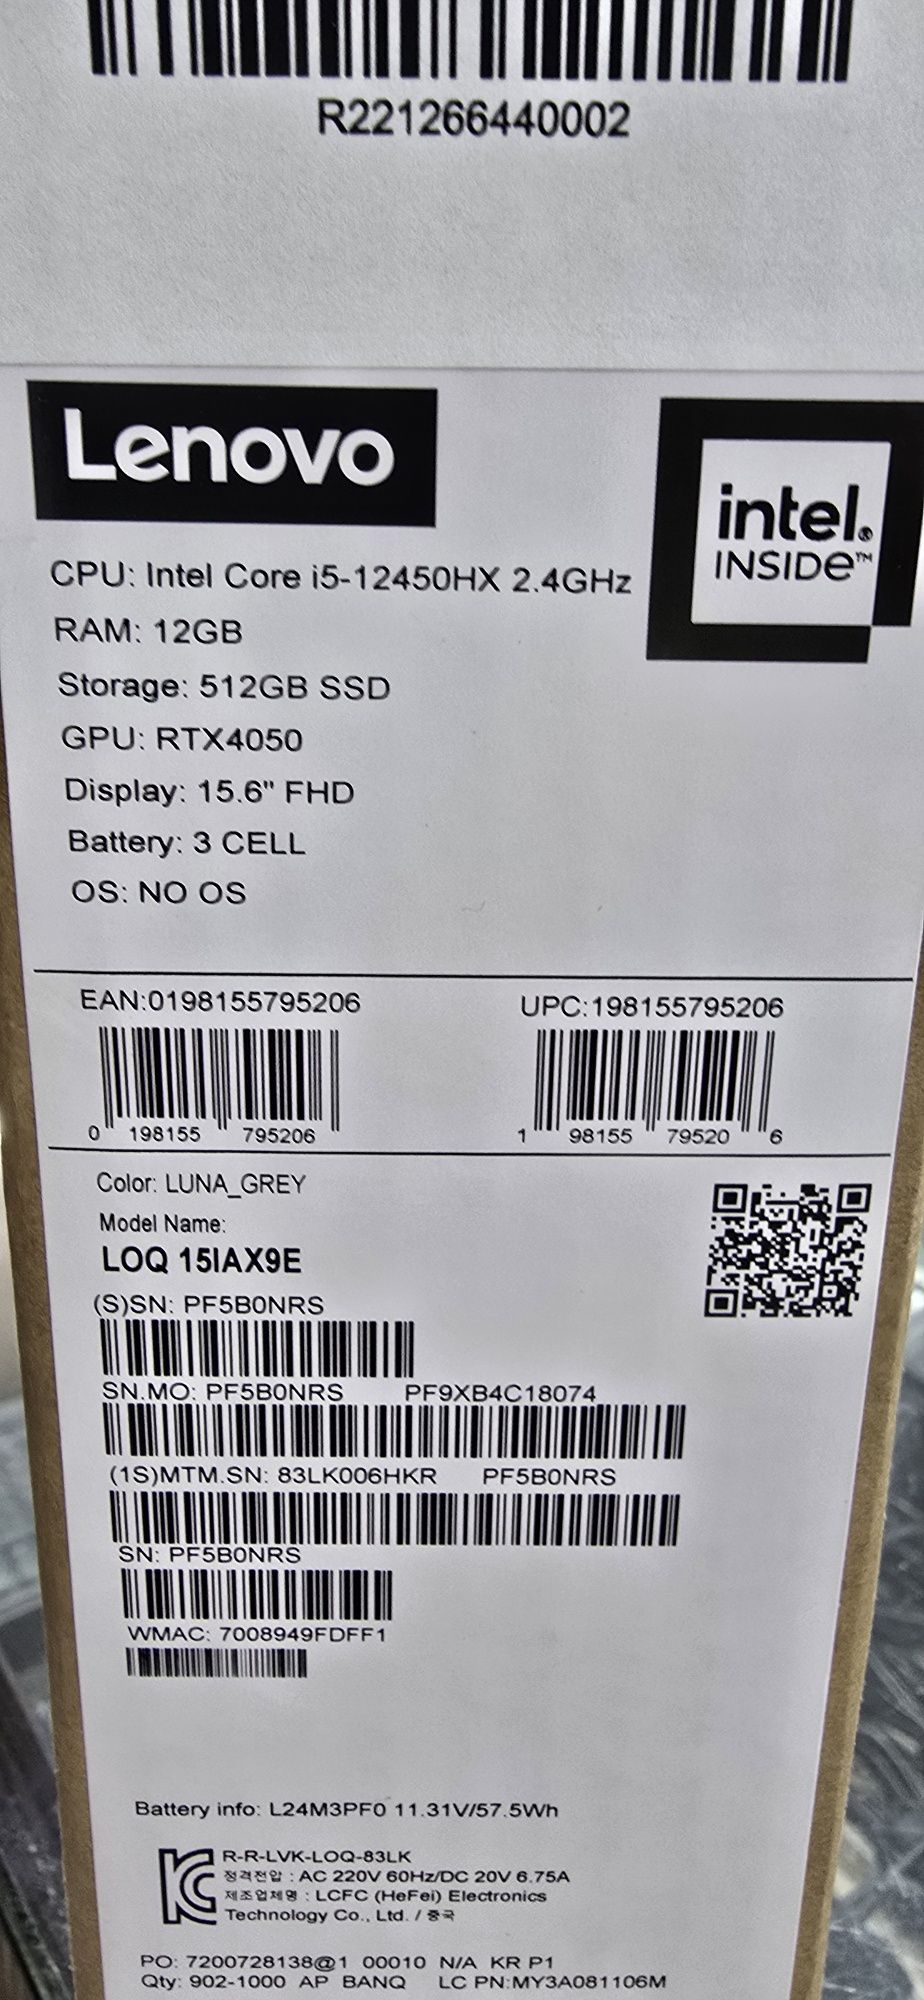 R221266440002
Lenovo
intel.
INSIDe™
CPU: Intel Core i5-12450HX 2.4GHz
RAM: 12GB
Storage: 512GB SSD
GPU: RTX4050
Display: 15.6" FHD
Battery: 3 CELL
OS: NO OS
EAN:0198155795206 UPC:198155795206
0 198155 795206 1 98155 79520 6
Color: LUNA_GREY
Model Name:
LOQ 15IAX9E
(S)SN: PF5B0NRS
SN.MO: PF5B0NRS PF9XB4C18074
(1S)MTM.SN: 83LK006HKR PF5B0NRS
SN: PF5B0NRS
WMAC: 7008949FDFF1
Battery info: L24M3PF0 11.31V/57.5Wh
R-R-LVK-LOQ-83LK
정격전압 : AC 220V 60Hz/DC 20V 6.75A
제조업체명 : LCFC (HeFei) Electronics
Technology Co., Ltd. / 중국
PO: 7200728138@1 00010 N/A KR P1
Qty: 902-1000 AP BANQ LC PN:MY3A081106M